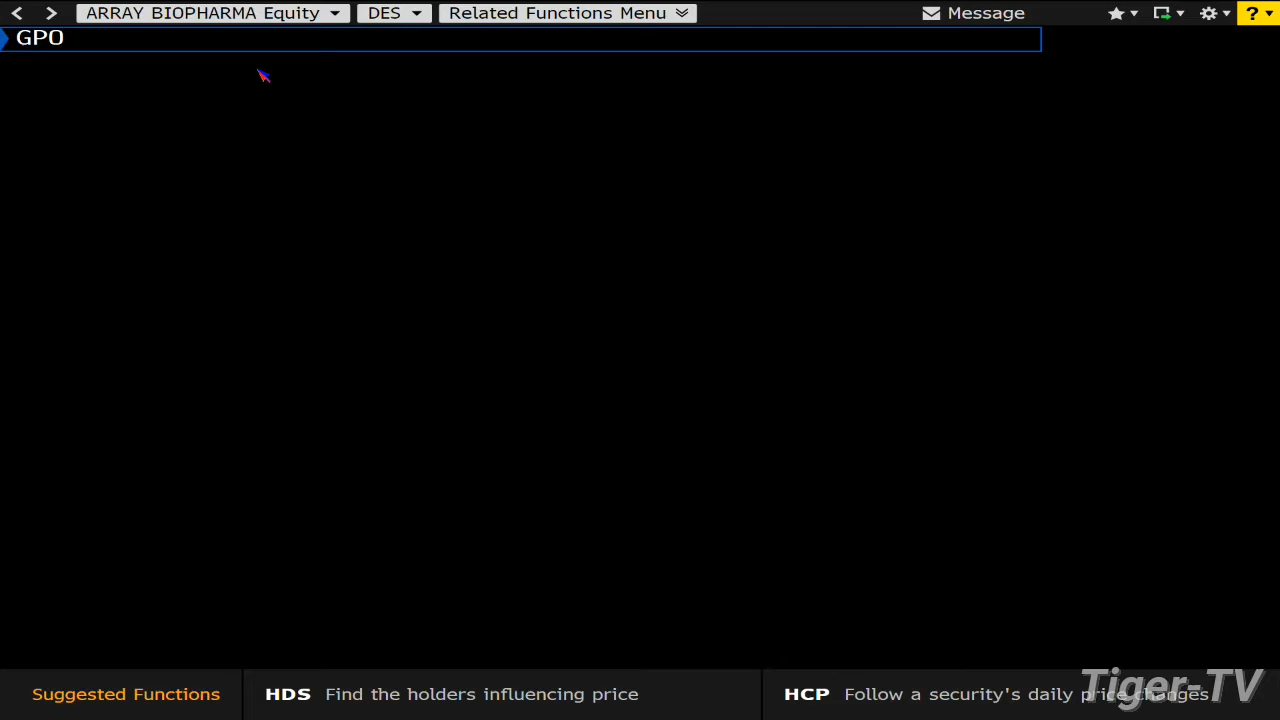 ARRAY BIOPHARMA Equity DES Related Functions Menu Message ?
GPO
Suggested Functions HDS Find the holders influencing price HCP Follow a security's daily price changes
Tiger-TV